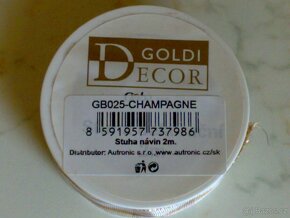 GOLDI
DECOR
GB025-CHAMPAGNE
8 591957 737986
Stuha návin 2m.
Distributor: Autronic s.r.o.,www.autronic.cz/sk